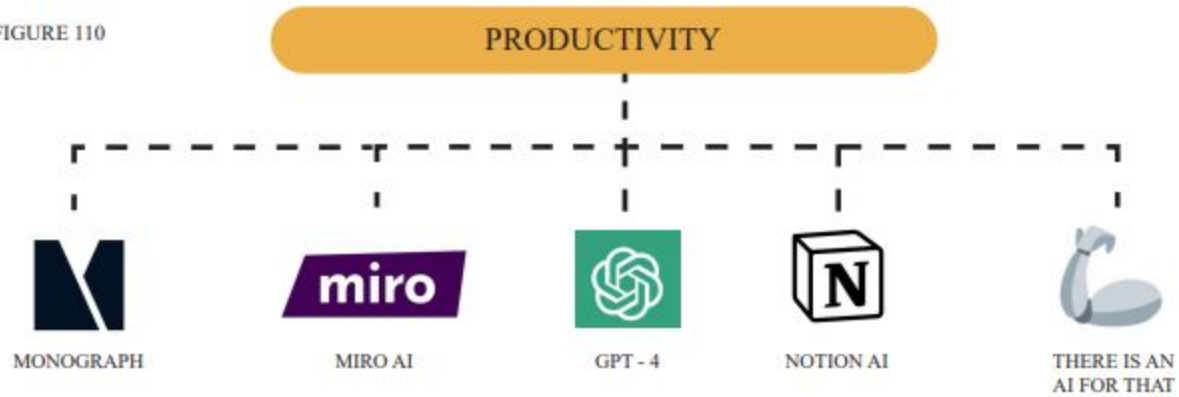 FIGURE 110
PRODUCTIVITY
miro
N
MONOGRAPH
MIRO AI
GPT - 4
NOTION AI
THERE IS AN
AI FOR THAT